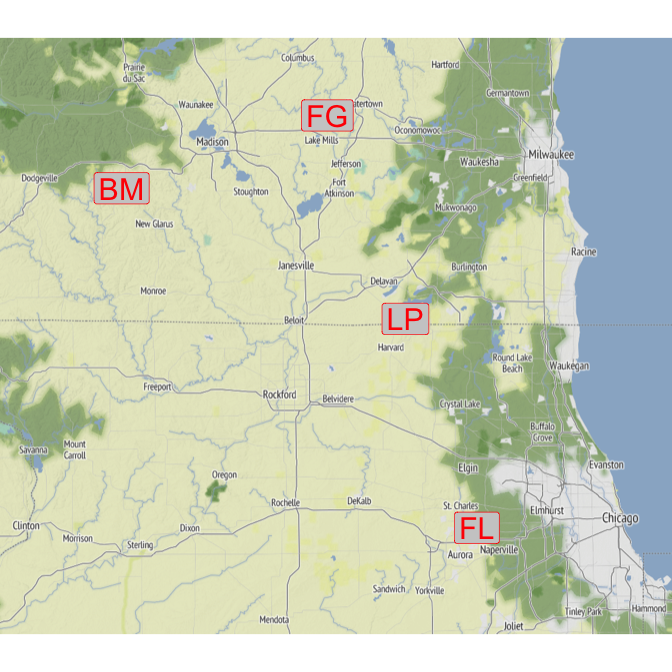 Columbus
Hartford
Prairie
du-Sac
Germantown
Waunakee
FG
atertown
Oconomowoc
Madison
Lake Mills
Milwaukee
Waukesha
Jefferson
Dodgeville
BM
Stoughton
Fort
Atkinson
Greenfield
Mukwonago
New Glarus
Racine
Janesville
Burlington
Delavan
Monroe
LP
Beloit
Harvard
Round Lake
Beach
Waukegan
Freeport
Rockford
Belvidere
Crystal Lake
Buffalo
Grove
Savanna
Mount
Carroll
Elgin
Evanston
Oregon
Rochelle
DeKalb
St. Charles
Elmhurst
Chicago
Clinton
Dixon
FL
Morrison
Sterling
Aurora
Naperville
Sandwich
Yorkville
Tinley Park
Hammond
Mendota
Joliet